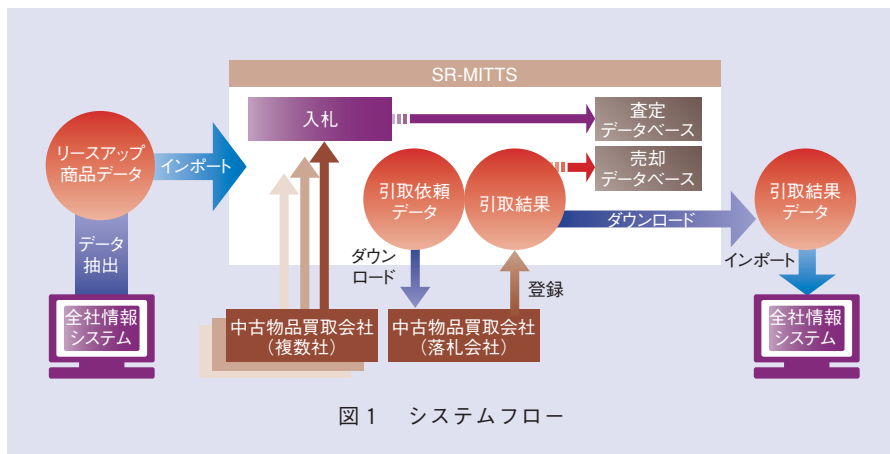 SR-MITTS
入札
査定
データベース
売却
データベース
リースアップ
商品データ
インポート
引取依頼
データ
引取結果
ダウンロード
引取結果
データ
データ
抽出
ダウン
ロード
登録
インポート
全社情報
システム
中古物品買取会社
（複数社）
中古物品買取会社
（落札会社）
全社情報
システム
図1 システムフロー